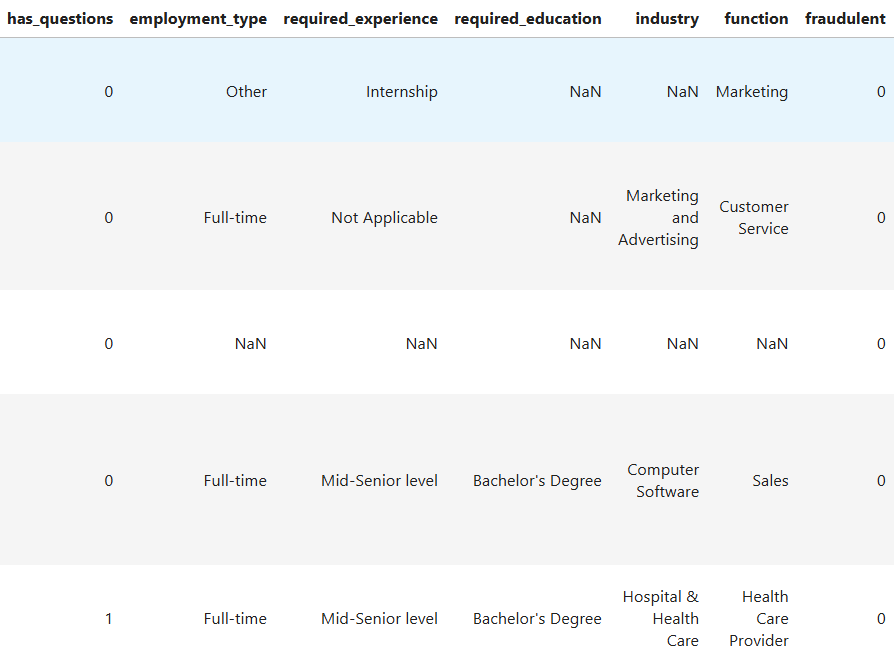 has_questions employment_type required_experience required_education industry function fraudulent
0 Other Internship NaN NaN Marketing 0
0 Full-time Not Applicable NaN Marketing and Advertising Customer Service 0
0 NaN NaN NaN NaN NaN 0
0 Full-time Mid-Senior level Bachelor's Degree Computer Software Sales 0
1 Full-time Mid-Senior level Bachelor's Degree Hospital & Health Care Health Care Provider 0